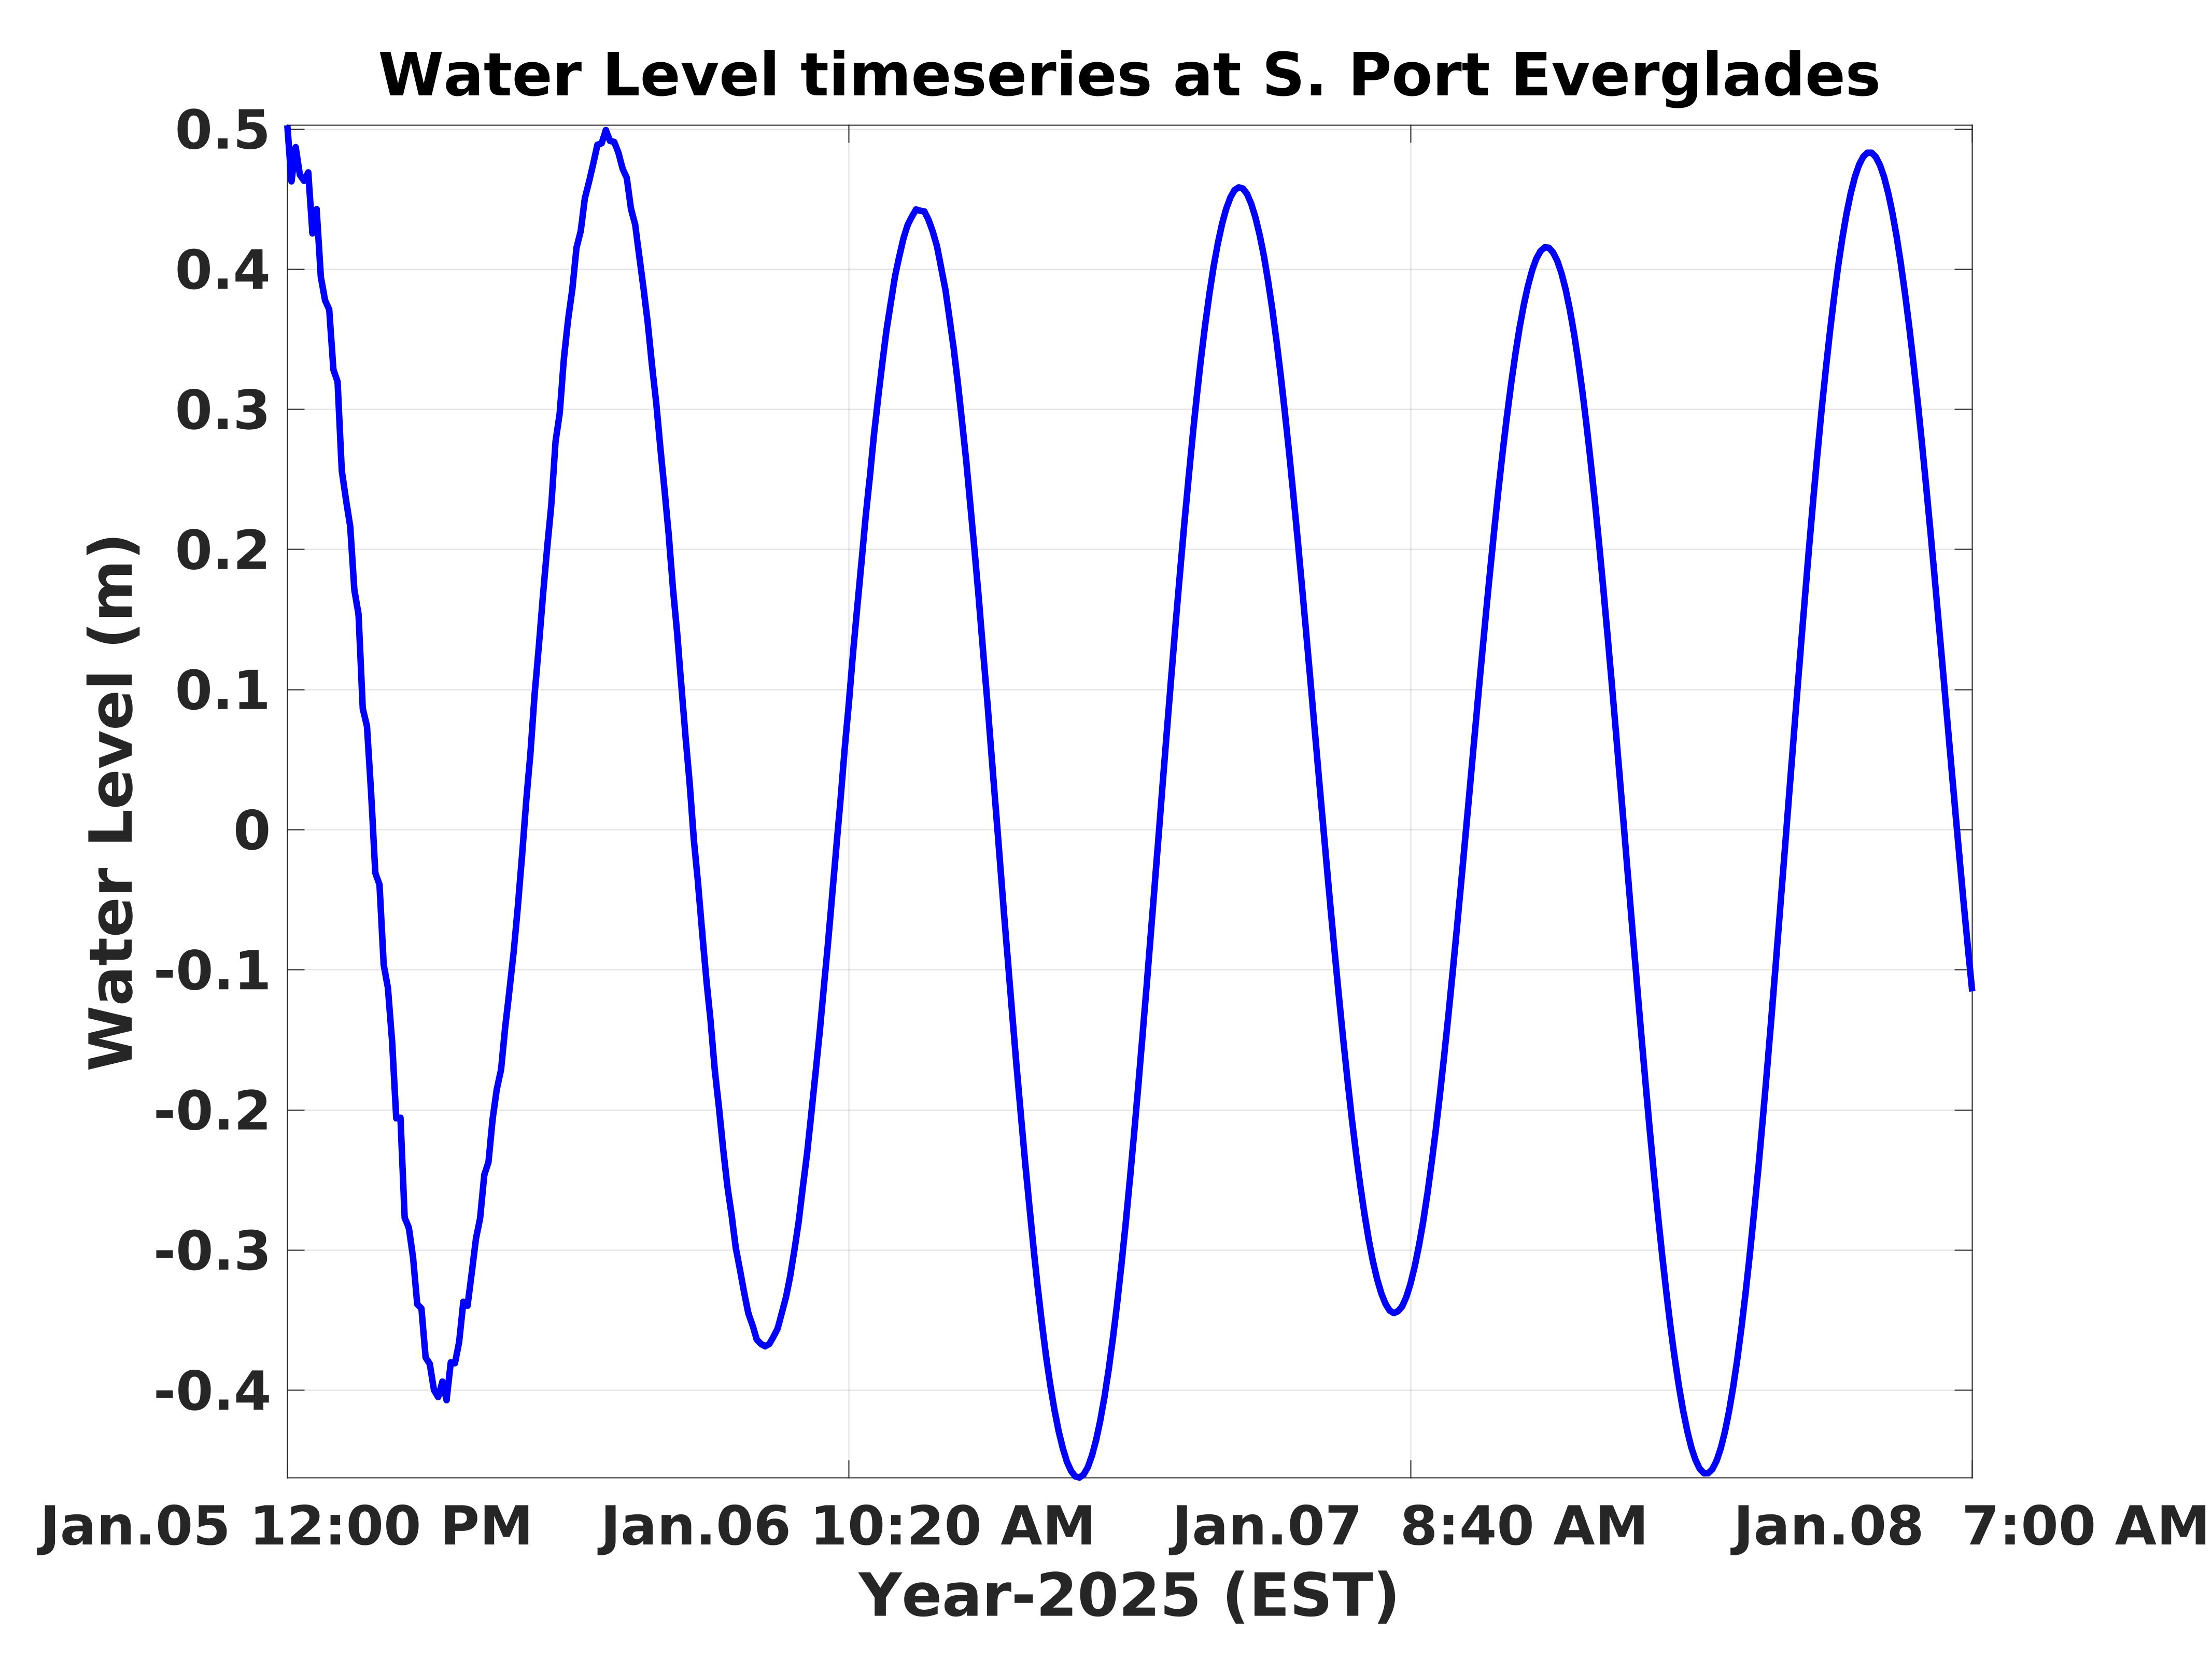 Water Level timeseries at S. Port Everglades
0.5
0.4
0.3
0.2
0.1
0
-0.1
-0.2
-0.3
-0.4
Water Level (m)
Jan.05 12:00 PM
Jan.06 10:20 AM
Jan.07 8:40 AM
Jan.08 7:00 AM
Year-2025 (EST)